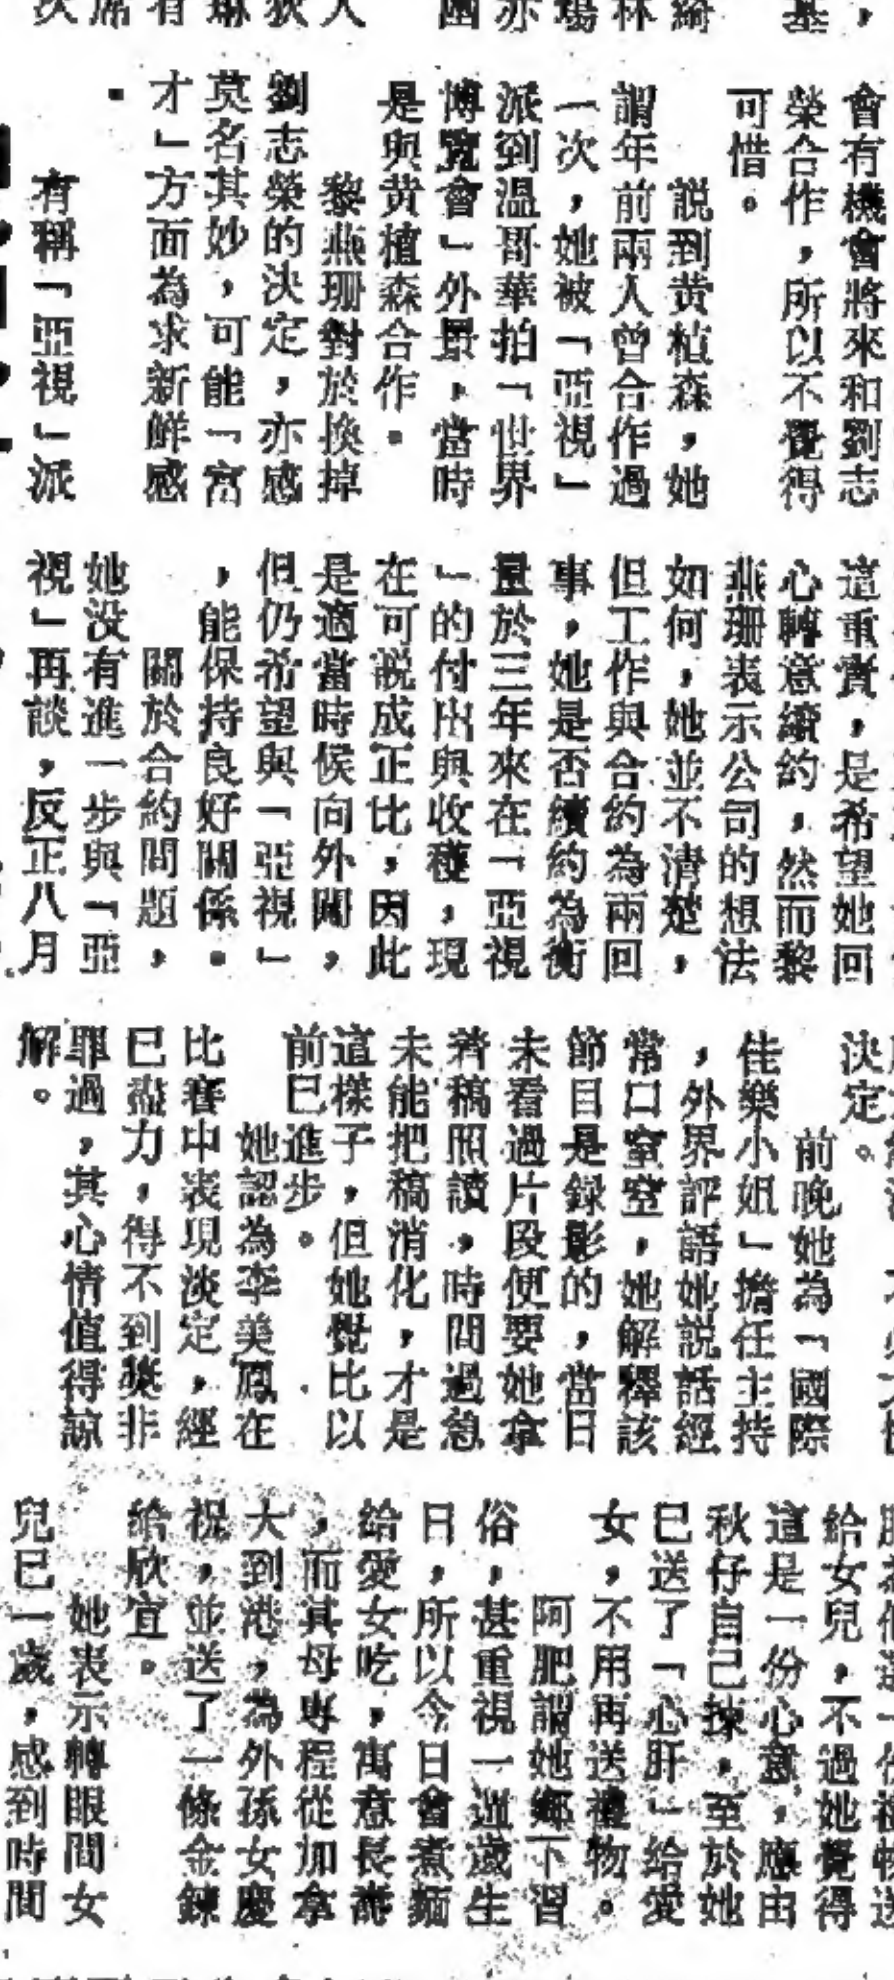 會有機會將來和劉志
榮合作，所以不覺得
可惜。
說到黃植森，她
謂年前兩人曾合作過
一次，她被「亞視」
派到溫哥華拍「世界
博覽會」外景，當時
是與黃植森合作。
黎燕珊對於換掉
劉志榮的決定，亦感
莫名其妙，可能「官
才」方面為求新鮮感
。
有稱「亞視」派
這重責，是希望她回
心轉意續約，然而黎
燕珊表示公司的想法
如何，她並不清楚，
但工作與合約為兩回
事，她是否續約為衡
量於三年來在「亞視
」的付出與收穫，現
在可說成正比，因此
是適當時候向外闖，
但仍希望與「亞視」
，能保持良好關係。
關於合約問題，
她没有進一步與「亞
視」再談，反正八月
決定。
前晚她為「國際
佳樂小姐」擔任主持
，外界評語她說話經
常口窒窒，她解釋該
節目是録影的，當日
未看過片段便要她拿
着稿照讀，時間過急
未能把稿消化，才是
這樣子，但她覺比以
前已進步。
她認為李美鳳在
比賽中表現淡定，經
已盡力，得不到獎非
罪過，其心情值得諒
解。
給女兒，不過她覺得
這是一份心意，應由
秋仔自己揀，至於她
已送了「心肝」給愛
女，不用再送禮物。
阿肥謂她鄉下習
俗，甚重視一週歲生
日，所以今日會煮麵
給愛女吃，寓意長壽
，而其母專程從加拿
大到港，為外孫女慶
祝，並送了一條金鍊
給欣宜。
她表示轉眼間女
兒已一歲，感到時間